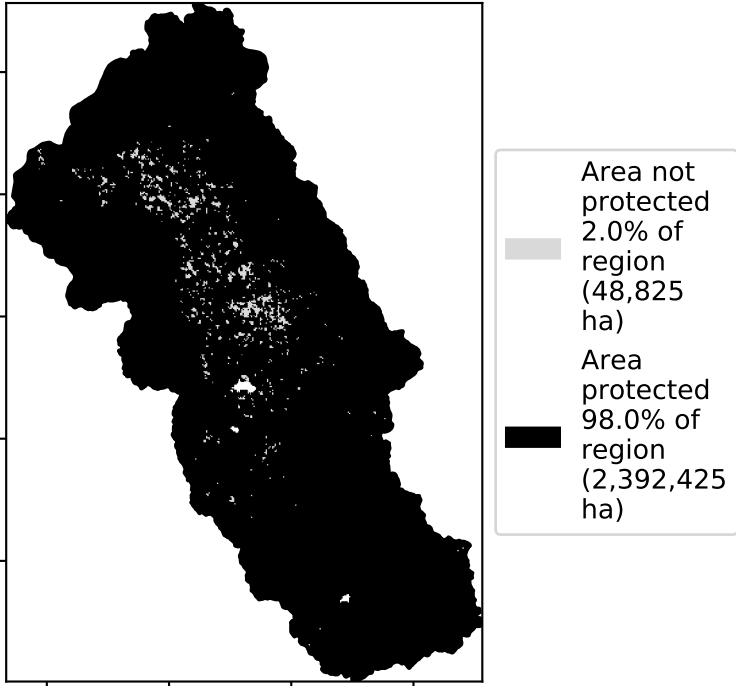 Area not
protected
2.0% of
region
(48,825
ha)
Area
protected
98.0% of
region
(2,392,425
ha)